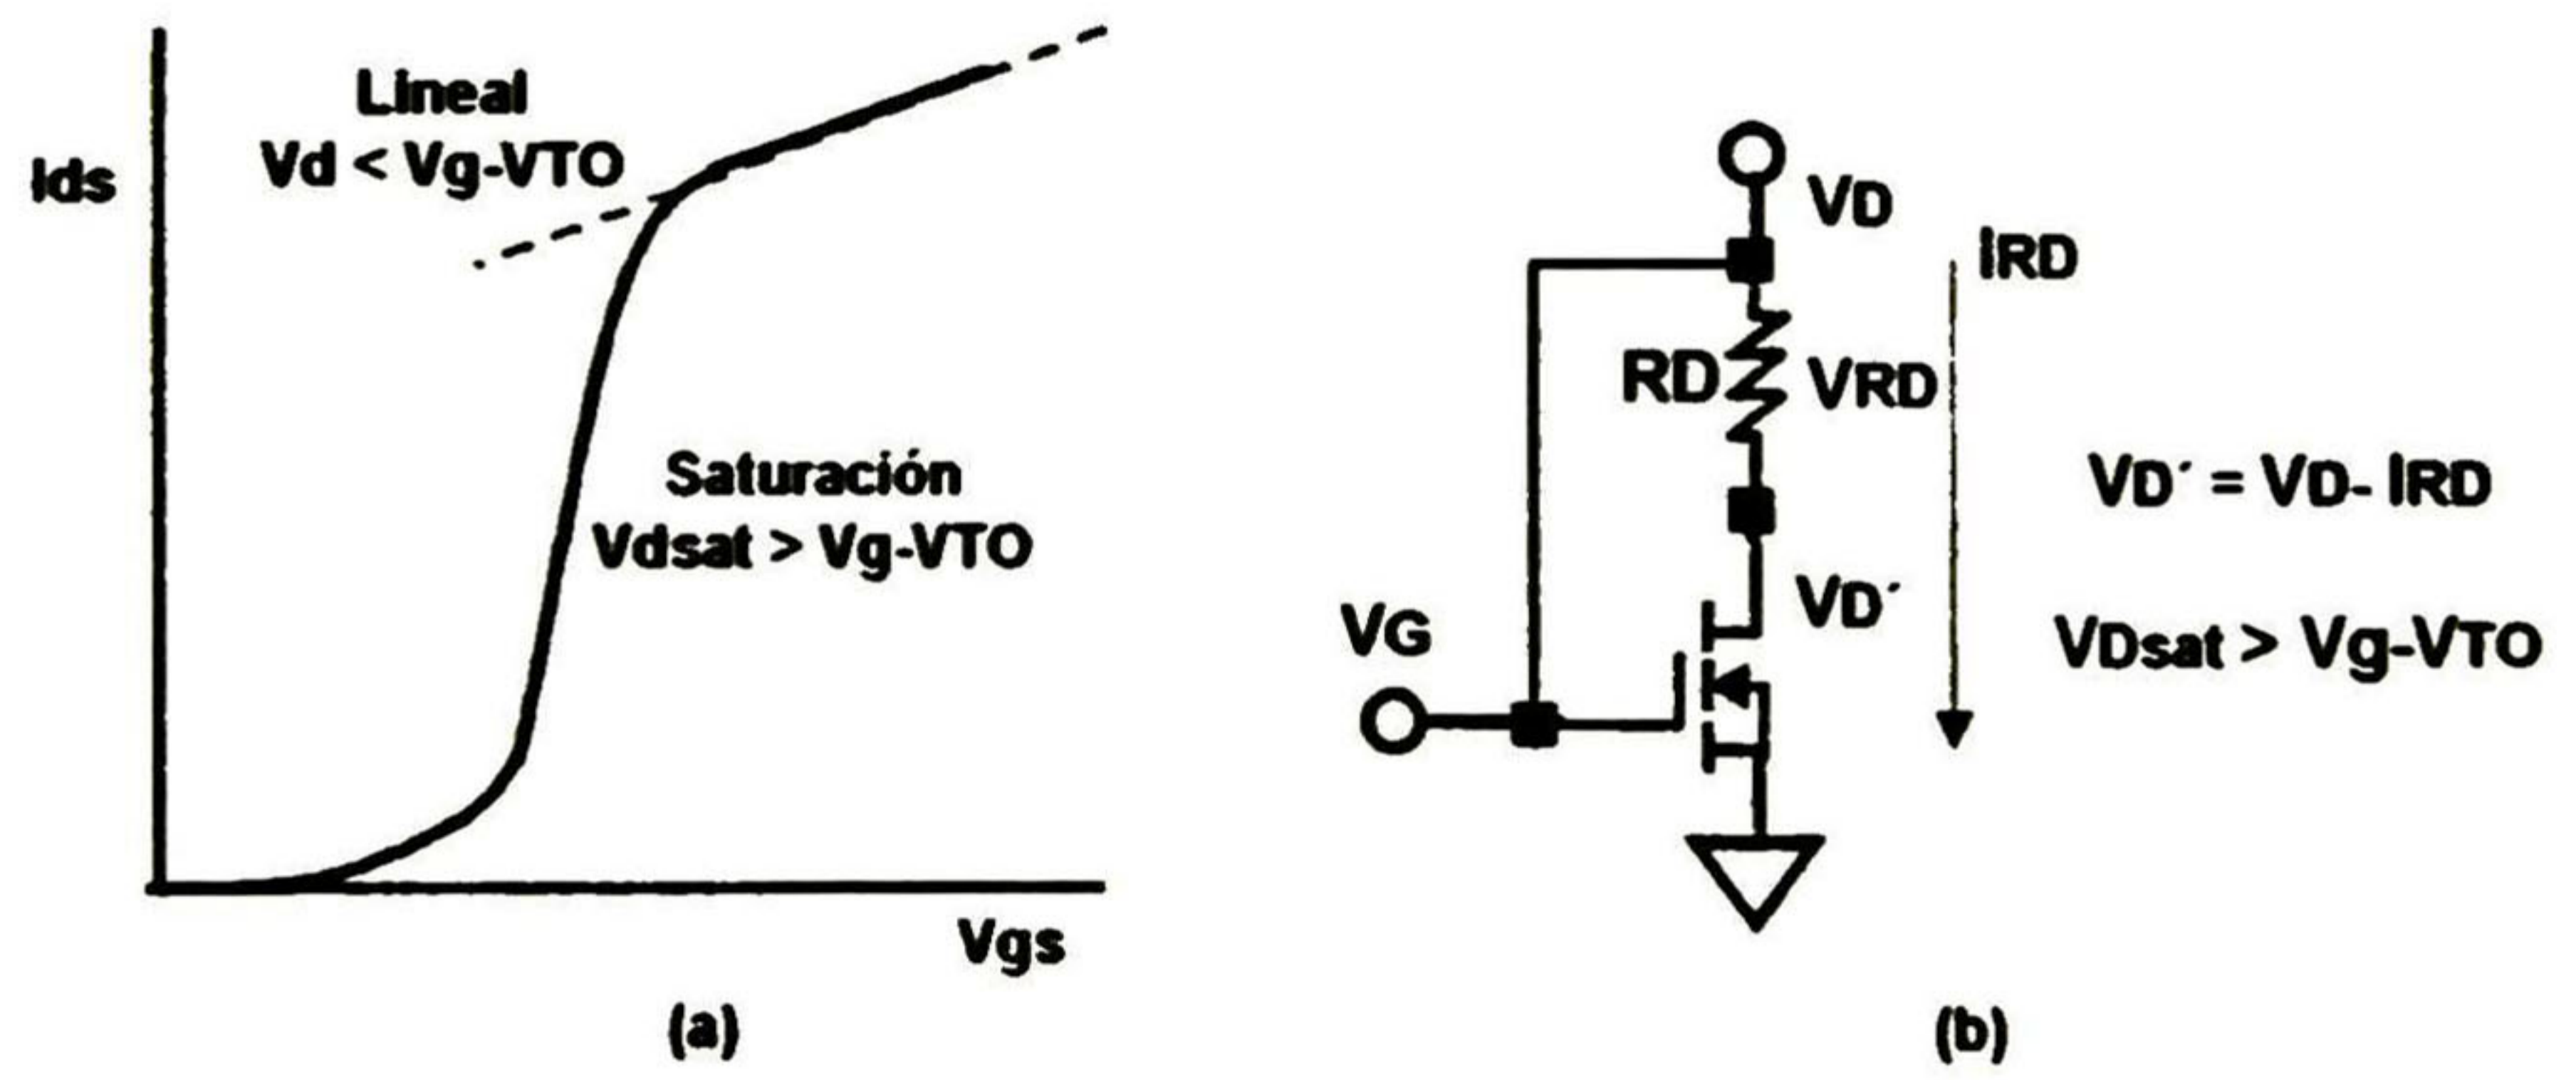 Lineal
Vd < Vg-VTO
Ids
Saturación
Vdsat > Vg-VTO
Vgs
(a)
VD
IRD
RD
VRD
VD´ = VD- IRD
VD´
VG
VDsat > Vg-VTO
(b)